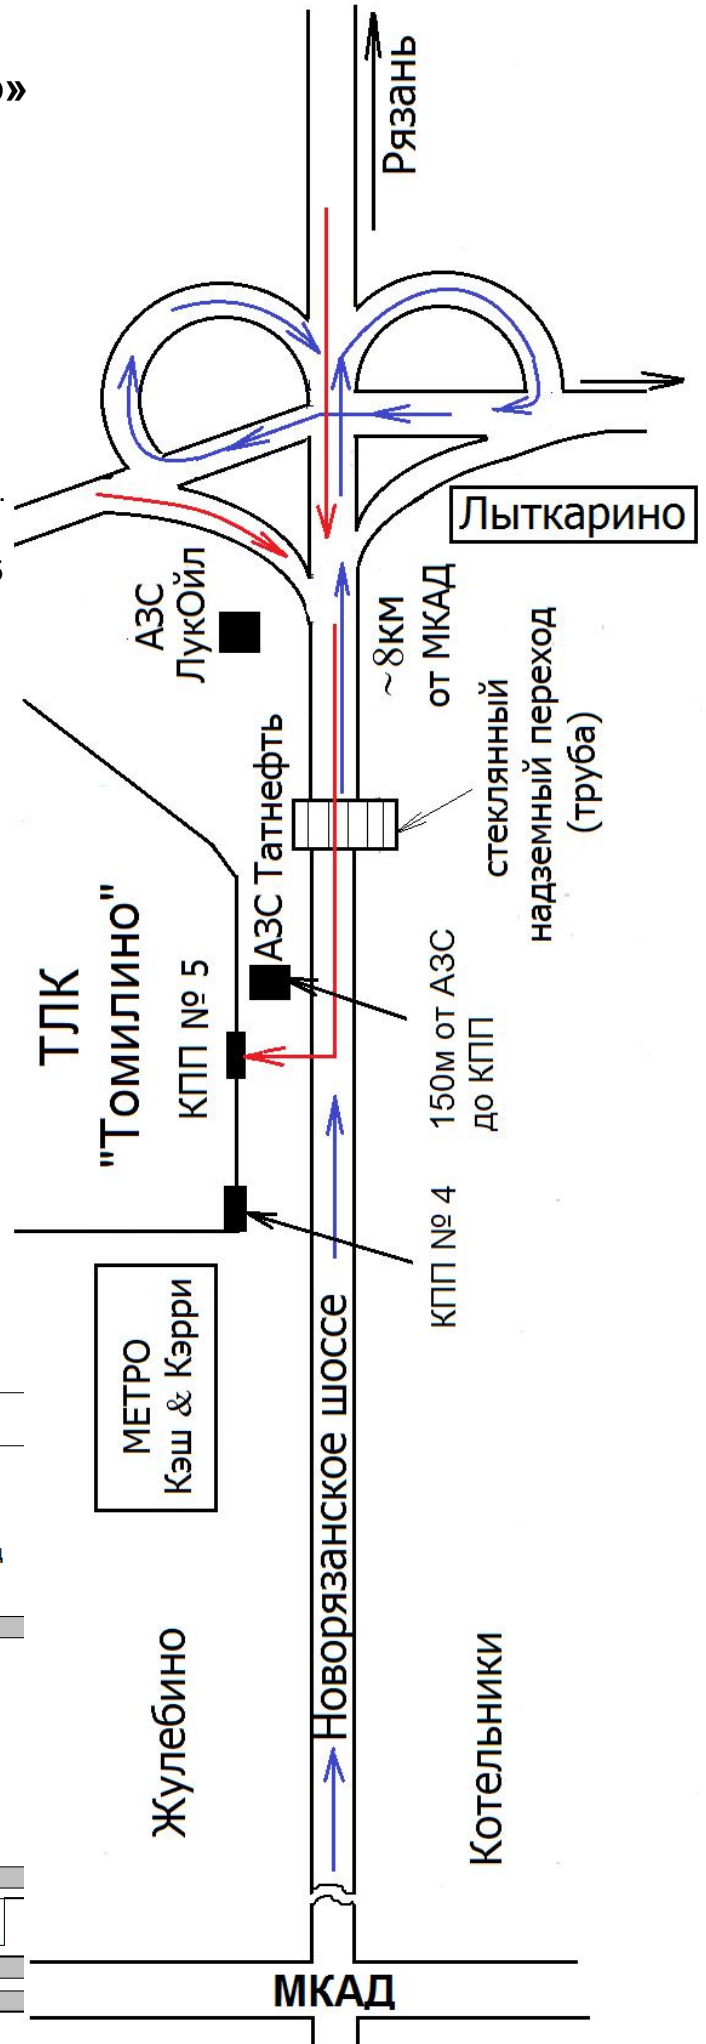 о»
Рязань
Лыткарино
АЗС
ЛукОйл
~8км
от МКАД
стеклянный
надземный переход
(труба)
АЗС Татнефть
ТЛК
"Томилино"
КПП № 5
150м от АЗС
до КПП
КПП № 4
МЕТРО
Кэш & Кэрри
Новорязанское шоссе
Жулебино
Котельники
МКАД